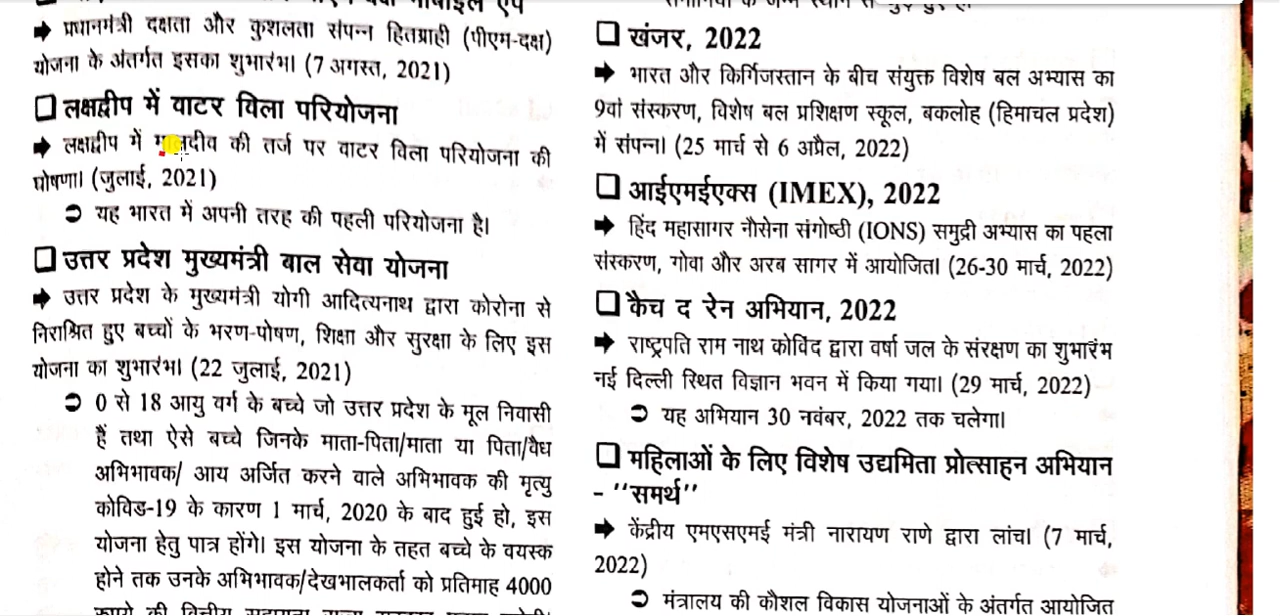 मोबाइल ऐप
➡ प्रधानमंत्री दक्षता और कुशलता संपन्न हितग्राही (पीएम-दक्ष)
योजना के अंतर्गत इसका शुभारंभ। (7 अगस्त, 2021)
❑ लक्षद्वीप में वाटर विला परियोजना
➡ लक्षद्वीप में मालदीव की तर्ज पर वाटर विला परियोजना की
घोषणा। (जुलाई, 2021)
➲ यह भारत में अपनी तरह की पहली परियोजना है।
❑ उत्तर प्रदेश मुख्यमंत्री बाल सेवा योजना
➡ उत्तर प्रदेश के मुख्यमंत्री योगी आदित्यनाथ द्वारा कोरोना से
निराश्रित हुए बच्चों के भरण-पोषण, शिक्षा और सुरक्षा के लिए इस
योजना का शुभारंभ। (22 जुलाई, 2021)
➲ 0 से 18 आयु वर्ग के बच्चे जो उत्तर प्रदेश के मूल निवासी
हैं तथा ऐसे बच्चे जिनके माता-पिता/माता या पिता/वैध
अभिभावक/ आय अर्जित करने वाले अभिभावक की मृत्यु
कोविड-19 के कारण 1 मार्च, 2020 के बाद हुई हो, इस
योजना हेतु पात्र होंगे। इस योजना के तहत बच्चे के वयस्क
होने तक उनके अभिभावक/देखभालकर्ता को प्रतिमाह 4000
रुपये की वित्तीय सहायता राज्य सरकार
के जन्म स्थान से
❑ खंजर, 2022
➡ भारत और किर्गिजस्तान के बीच संयुक्त विशेष बल अभ्यास का
9वां संस्करण, विशेष बल प्रशिक्षण स्कूल, बकलोह (हिमाचल प्रदेश)
में संपन्न। (25 मार्च से 6 अप्रैल, 2022)
❑ आईएमईएक्स (IMEX), 2022
➡ हिंद महासागर नौसेना संगोष्ठी (IONS) समुद्री अभ्यास का पहला
संस्करण, गोवा और अरब सागर में आयोजित। (26-30 मार्च, 2022)
❑ कैच द रेन अभियान, 2022
➡ राष्ट्रपति राम नाथ कोविंद द्वारा वर्षा जल के संरक्षण का शुभारंभ
नई दिल्ली स्थित विज्ञान भवन में किया गया। (29 मार्च, 2022)
➲ यह अभियान 30 नवंबर, 2022 तक चलेगा।
❑ महिलाओं के लिए विशेष उद्यमिता प्रोत्साहन अभियान
- ''समर्थ''
➡ केंद्रीय एमएसएमई मंत्री नारायण राणे द्वारा लांच। (7 मार्च,
2022)
➲ मंत्रालय की कौशल विकास योजनाओं के अंतर्गत आयोजित